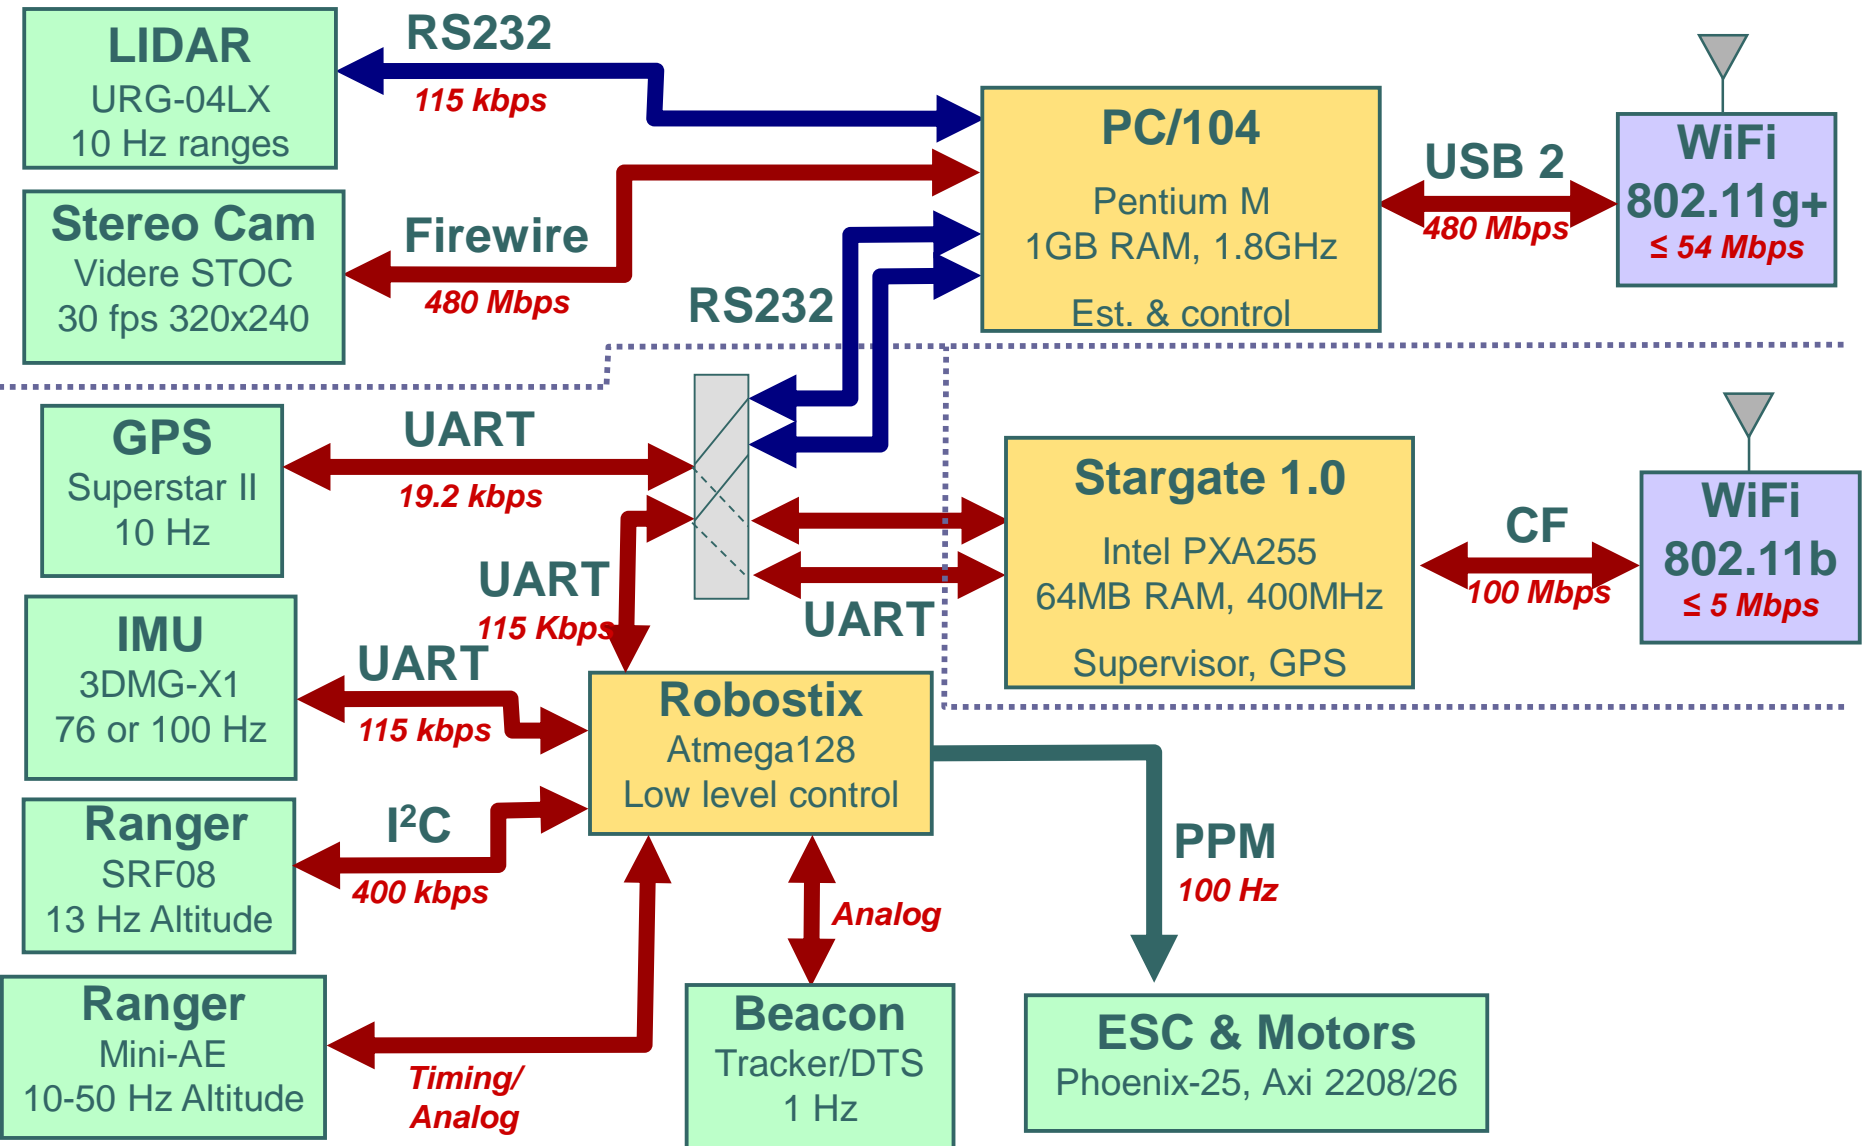 LIDAR
URG-04LX
10 Hz ranges
RS232
115 kbps
Stereo Cam
Videre STOC
30 fps 320x240
Firewire
480 Mbps
PC/104
Pentium M
1GB RAM, 1.8GHz
Est. & control
USB 2
480 Mbps
WiFi
802.11g+
≤ 54 Mbps
RS232
GPS
Superstar II
10 Hz
UART
19.2 kbps
UART
115 Kbps
UART
Stargate 1.0
Intel PXA255
64MB RAM, 400MHz
Supervisor, GPS
CF
100 Mbps
WiFi
802.11b
≤ 5 Mbps
IMU
3DMG-X1
76 or 100 Hz
UART
115 kbps
Robostix
Atmega128
Low level control
Ranger
SRF08
13 Hz Altitude
I²C
400 kbps
PPM
100 Hz
Analog
Ranger
Mini-AE
10-50 Hz Altitude
Timing/
Analog
Beacon
Tracker/DTS
1 Hz
ESC & Motors
Phoenix-25, Axi 2208/26